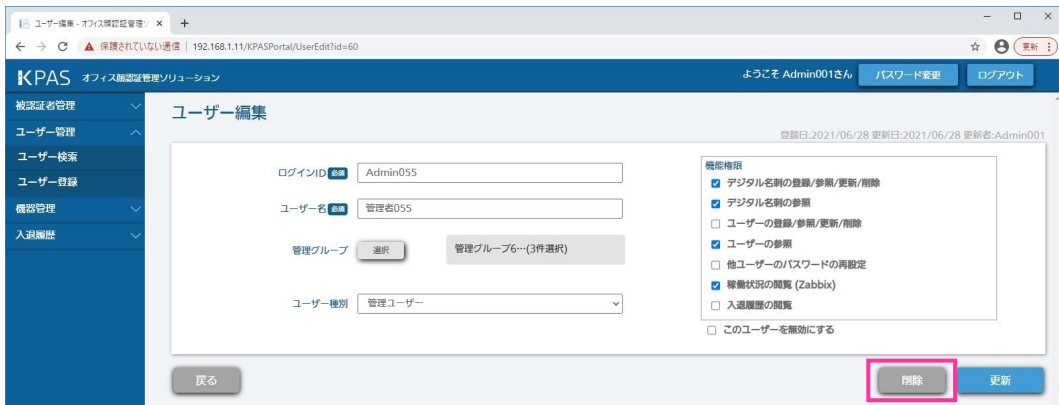 ユーザー編集 - オフィス顔認証管理ソ
保護されていない通信 | 192.168.1.11/KPASPortal/UserEdit?id=60
更新
KPAS オフィス顔認証管理ソリューション
ようこそ Admin001さん
パスワード変更
ログアウト
被認証者管理
ユーザー管理
ユーザー検索
ユーザー登録
機器管理
入退履歴
ユーザー編集
登録日:2021/06/28 更新日:2021/06/28 更新者:Admin001
ログインID 必須 Admin055
ユーザー名 必須 管理者055
管理グループ 選択 管理グループ6…(3件選択)
ユーザー種別 管理ユーザー
機能権限
デジタル名刺の登録/参照/更新/削除
デジタル名刺の参照
ユーザーの登録/参照/更新/削除
ユーザーの参照
他ユーザーのパスワードの再設定
稼働状況の閲覧 (Zabbix)
入退履歴の閲覧
このユーザーを無効にする
戻る
削除
更新